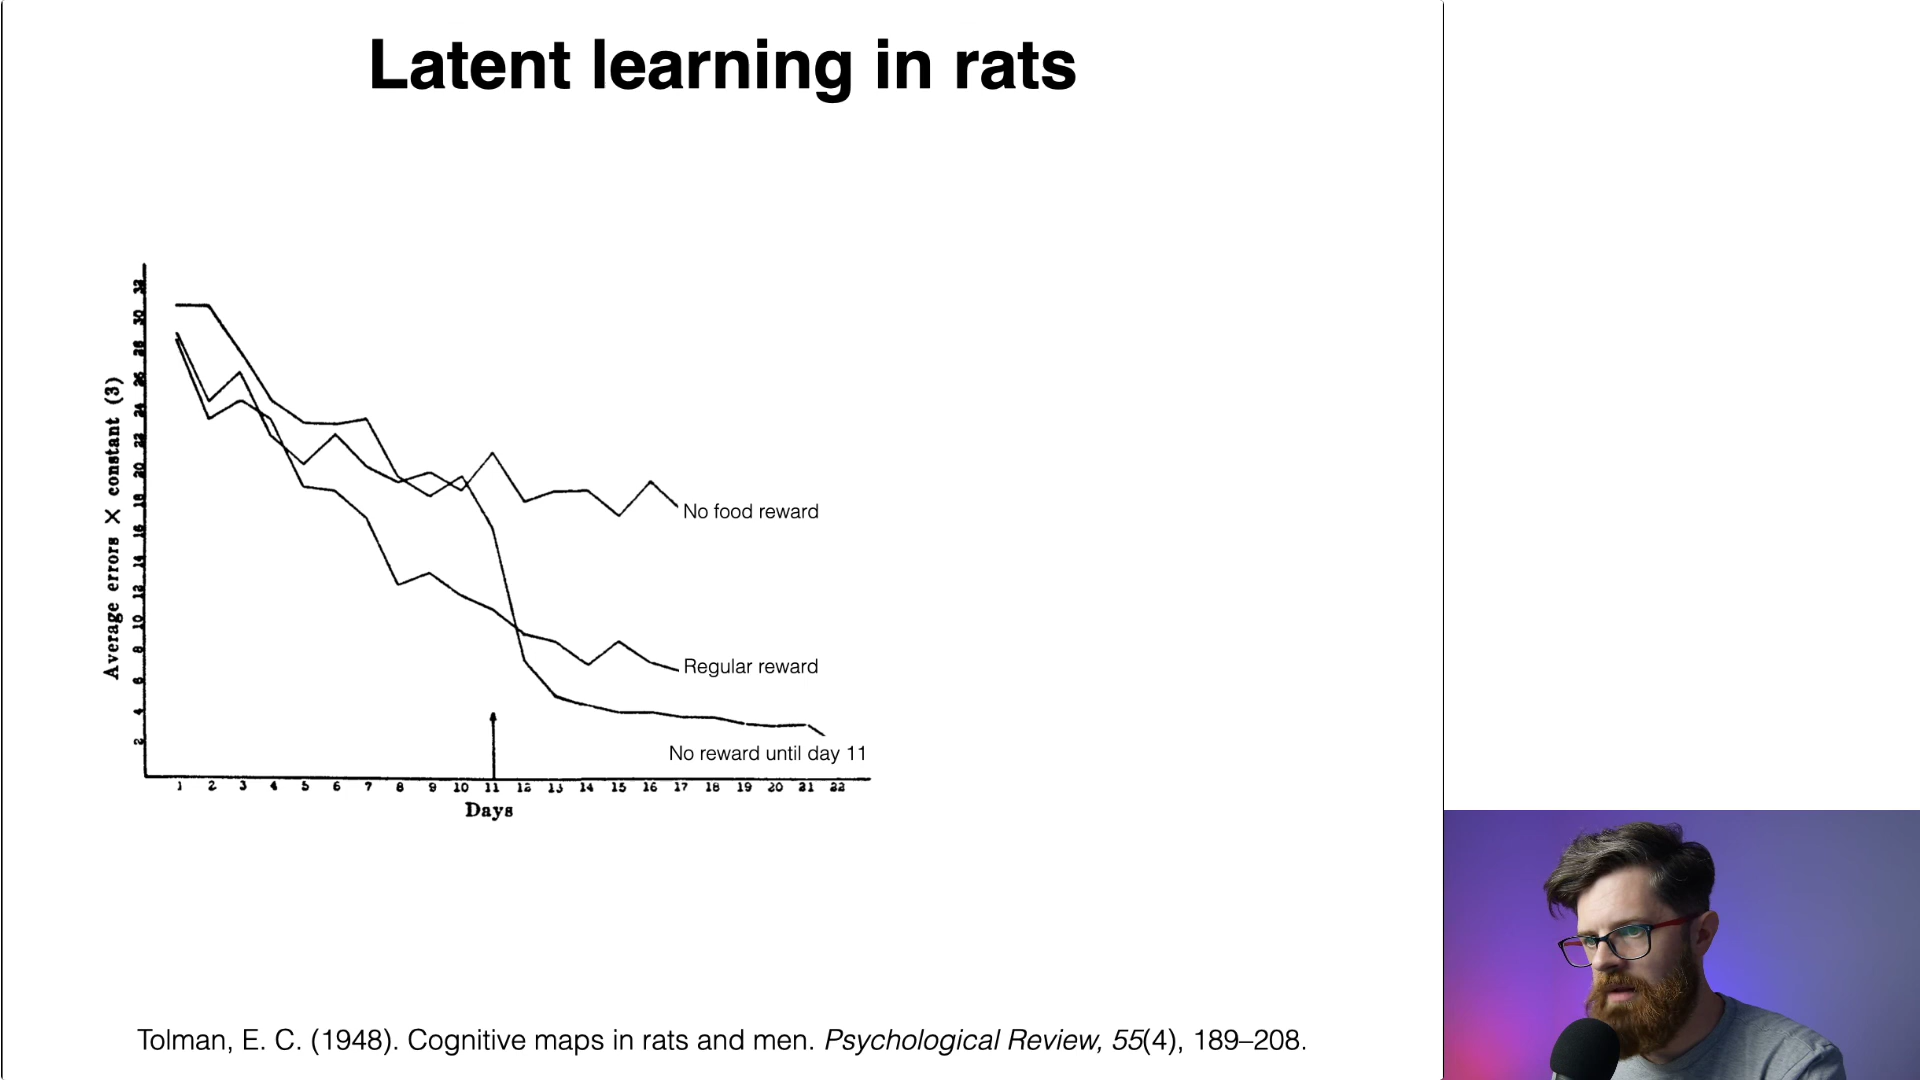 Latent learning in rats
Average errors X constant (3)
32
30
28
26
24
22
20
18
16
14
12
10
8
6
4
2
No food reward
Regular reward
No reward until day 11
1 2 3 4 5 6 7 8 9 10 11 12 13 14 15 16 17 18 19 20 21 22
Days
Tolman, E. C. (1948). Cognitive maps in rats and men. Psychological Review, 55(4), 189–208.